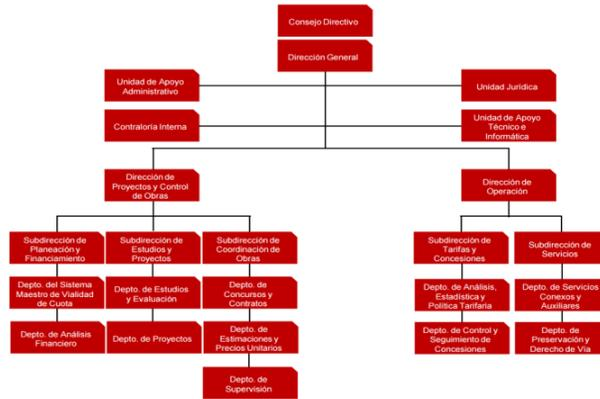 Consejo Directivo
Dirección General
Unidad de Apoyo
Administrativo
Unidad Jurídica
Contraloría Interna
Unidad de Apoyo
Técnico e
Informática
Dirección de
Proyectos y Control
de Obras
Dirección de
Operación
Subdirección de
Planeación y
Financiamiento
Subdirección de
Estudios y
Proyectos
Subdirección de
Coordinación de
Obras
Subdirección de
Tarifas y
Concesiones
Subdirección de
Servicios
Depto. del Sistema
Maestro de Vialidad
de Cuota
Depto. de Estudios
y Evaluación
Depto. de
Concursos y
Contratos
Depto. de Análisis,
Estadística y
Política Tarifaria
Depto. de Servicios
Conexos y
Auxiliares
Depto. de Análisis
Financiero
Depto. de Proyectos
Depto. de
Estimaciones y
Precios Unitarios
Depto. de Control y
Seguimiento de
Concesiones
Depto. de
Preservación y
Derecho de Vía
Depto. de
Supervisión